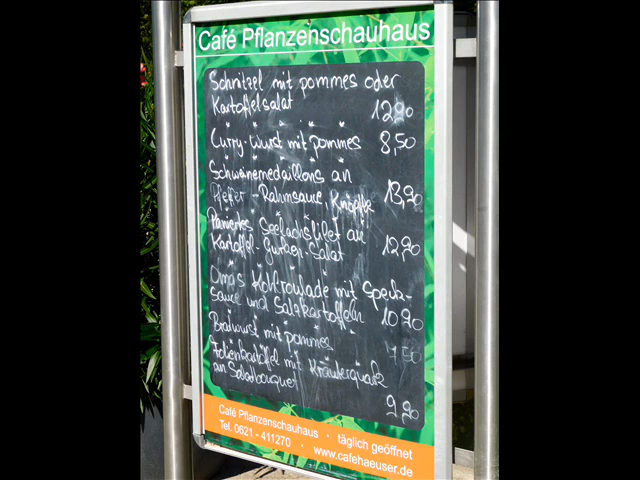 Café Pflanzenschauhaus
Schnitzel mit pommes oder
Kartoffelsalat 12,90
Curry-wurst mit pommes 8,50
Schweinemedaillons an
Pfeffer-Rahmsauce, Knöpfle 13,90
Paniertes Seelachsfilet an
Kartoffel-Gurken-Salat 12,90
Oma's Kohlroulade mit Speck-
sauce und Salzkartoffeln 10,90
Bratwurst mit pommes 7,50
Folienkartoffel mit Kräuterquark
an Salatbouquet 9,90
Café Pflanzenschauhaus · täglich geöffnet
Tel. 0621 - 411270 · www.cafehaeuser.de